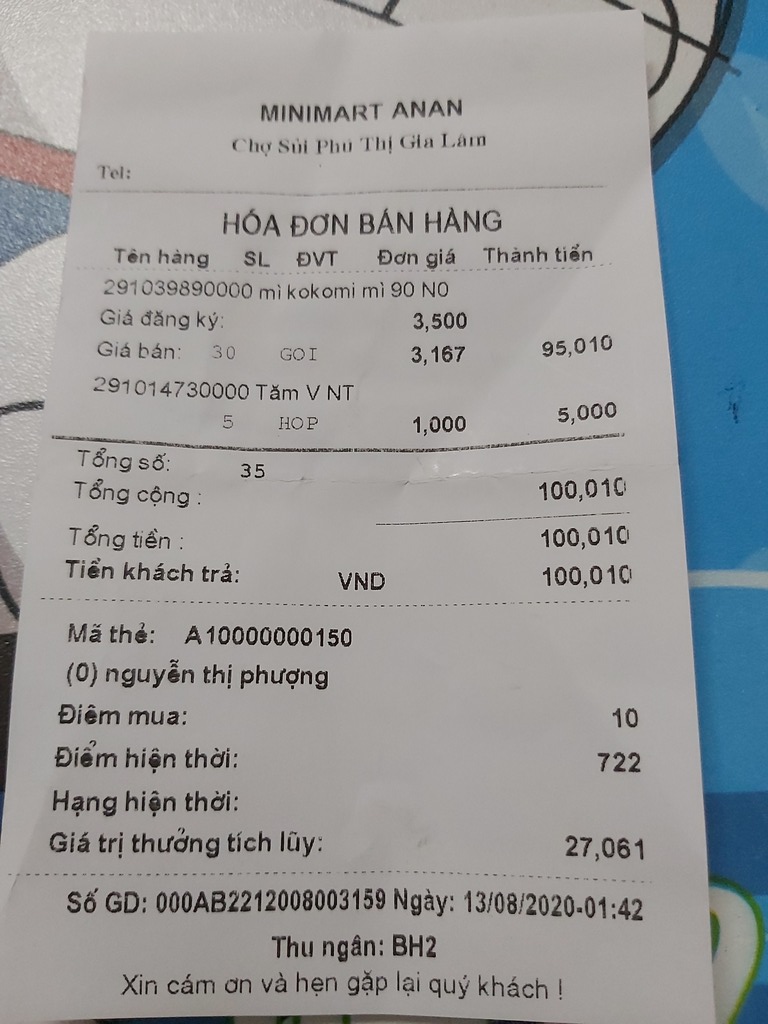 MINIMART ANAN
Chợ Sủi Phú Thị Gia Lâm
Tel:
HÓA ĐƠN BÁN HÀNG
Tên hàng SL ĐVT Đơn giá Thành tiền
291039890000 mì kokomi mì 90 N0
Giá đăng ký: 3,500
Giá bán: 30 GOI 3,167 95,010
291014730000 Tăm V NT
5 HOP 1,000 5,000
Tổng số: 35
Tổng cộng : 100,010
Tổng tiền : 100,010
Tiền khách trả: VND 100,010
Mã thẻ: A10000000150
(0) nguyễn thị phượng
Điểm mua: 10
Điểm hiện thời: 722
Hạng hiện thời:
Giá trị thưởng tích lũy: 27,061
Số GD: 000AB2212008003159 Ngày: 13/08/2020-01:42
Thu ngân: BH2
Xin cám ơn và hẹn gặp lại quý khách !